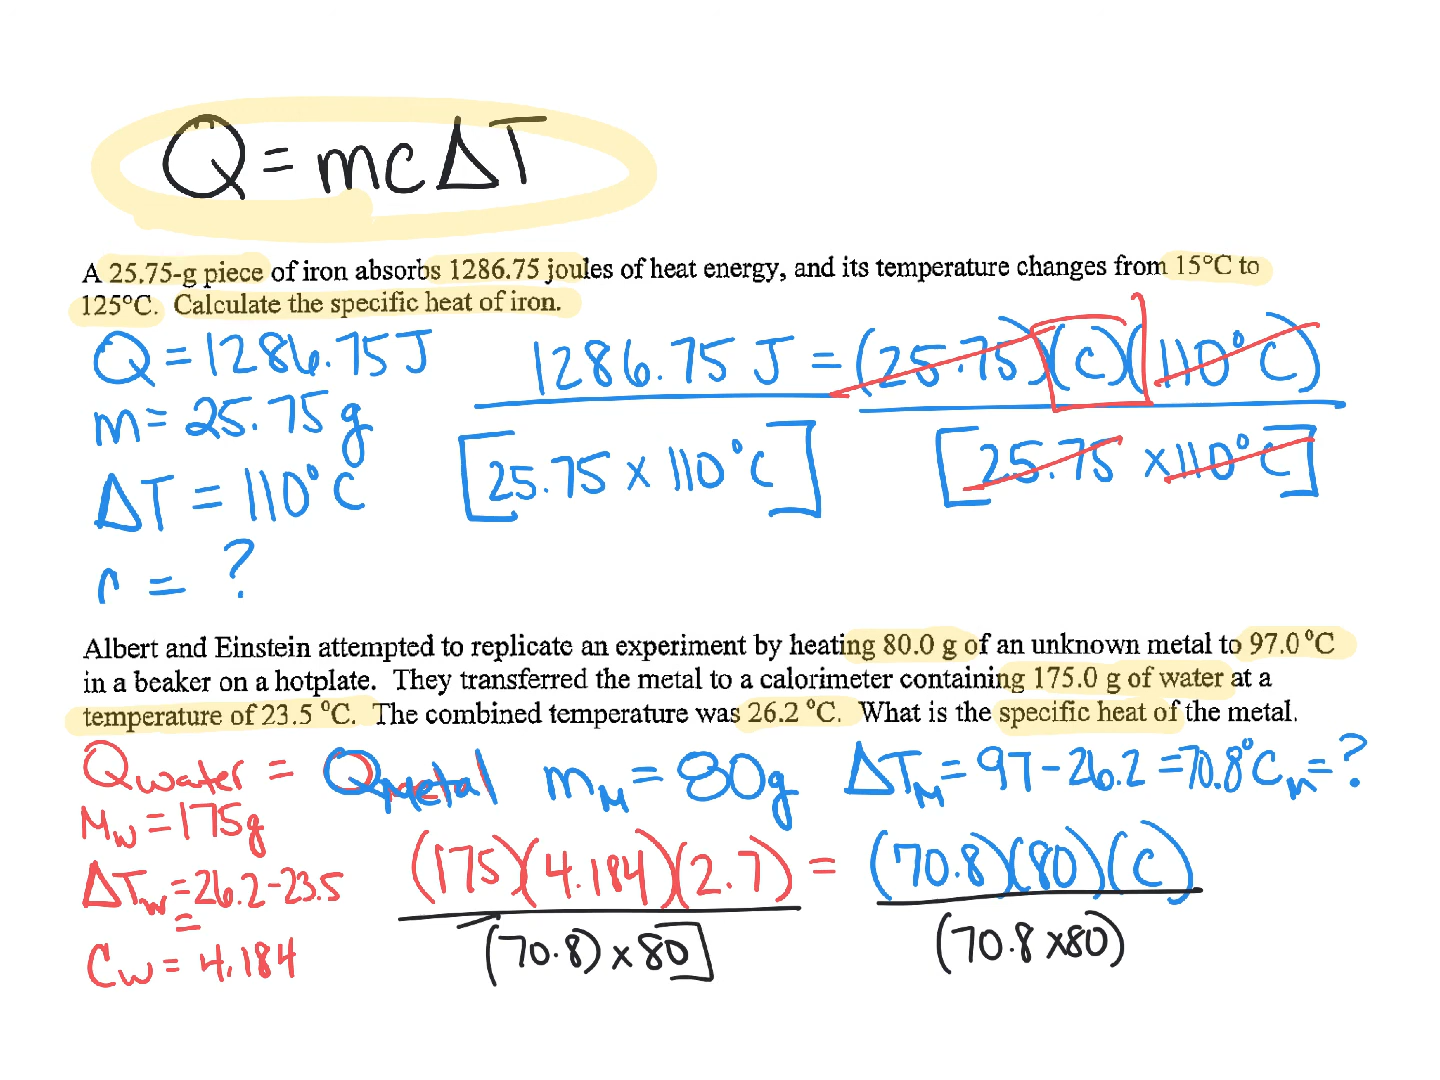 Q = mcΔT
A 25.75-g piece of iron absorbs 1286.75 joules of heat energy, and its temperature changes from 15°C to
125°C. Calculate the specific heat of iron.
Q = 1286.75 J
m = 25.75 g
ΔT = 110°C
c = ?
1286.75 J = (25.75)(c)(110°C)
[25.75 x 110°C] [25.75 x 110°C]
Albert and Einstein attempted to replicate an experiment by heating 80.0 g of an unknown metal to 97.0 °C
in a beaker on a hotplate. They transferred the metal to a calorimeter containing 175.0 g of water at a
temperature of 23.5 °C. The combined temperature was 26.2 °C. What is the specific heat of the metal.
Qwater = QMetal mM = 80g ΔTM = 97-26.2 = 70.8°C CM = ?
MW = 175g
ΔTW = 26.2-23.5
=
CW = 4.184
(175)(4.184)(2.7) = (70.8)(80)(C)
(70.8) x 80] (70.8 x80)